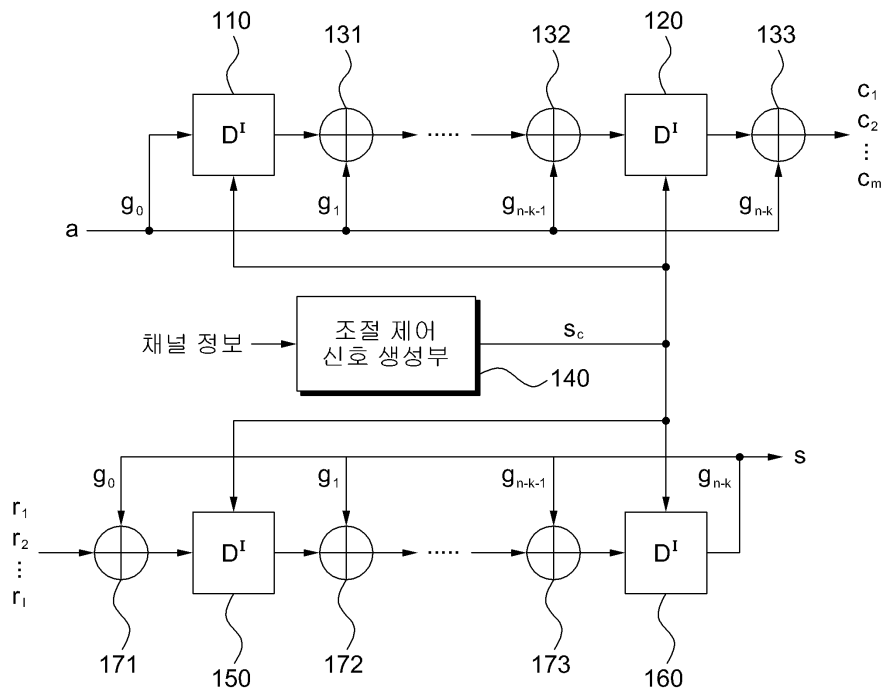 110
131
132
120
133
D^I
D^I
c₁
c₂
⋮
cₘ
g₀
g₁
gₙ₋ₖ₋₁
gₙ₋ₖ
a
.....
채널 정보
조절 제어
신호 생성부
s_c
140
s
g₀
g₁
gₙ₋ₖ₋₁
gₙ₋ₖ
r₁
r₂
⋮
r_I
D^I
.....
D^I
171
150
172
173
160